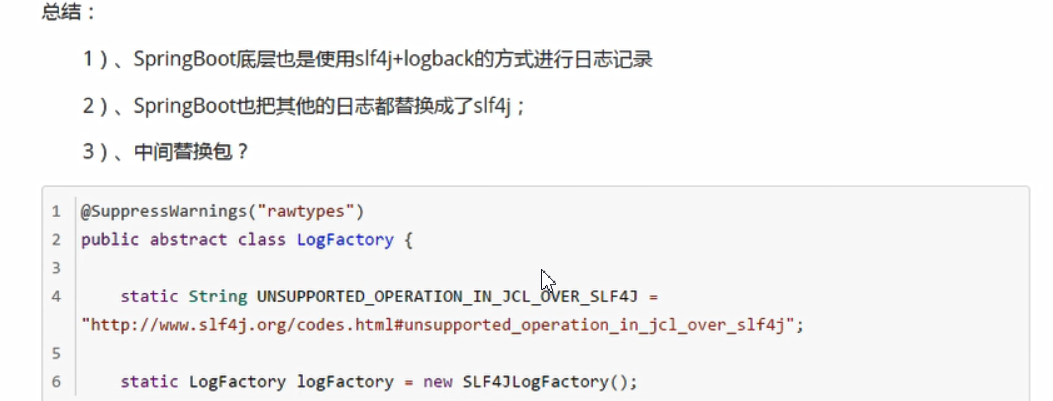 总结：
1）、SpringBoot底层也是使用slf4j+logback的方式进行日志记录
2）、SpringBoot也把其他的日志都替换成了slf4j；
3）、中间替换包？
1 @SuppressWarnings("rawtypes")
2 public abstract class LogFactory {
3
4 static String UNSUPPORTED_OPERATION_IN_JCL_OVER_SLF4J =
"http://www.slf4j.org/codes.html#unsupported_operation_in_jcl_over_slf4j";
5
6 static LogFactory logFactory = new SLF4JLogFactory();